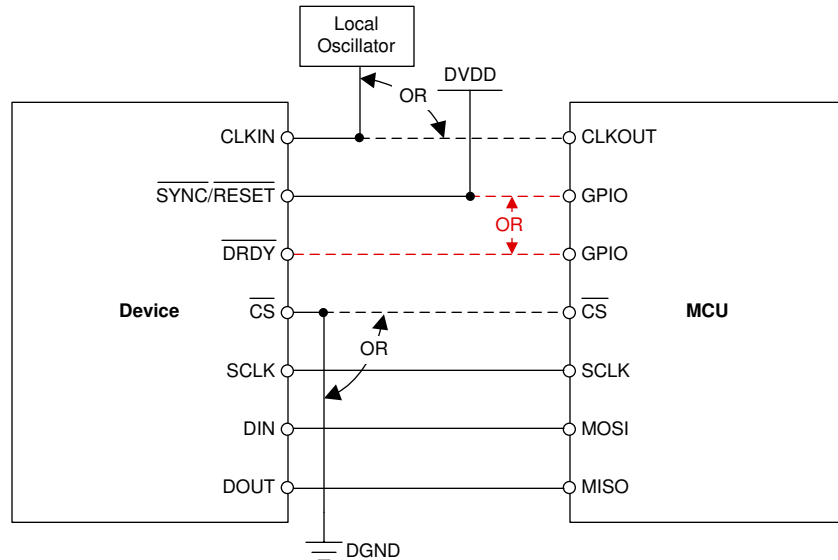 Local
Oscillator
DVDD
OR
CLKIN
CLKOUT
SYNC/RESET
GPIO
OR
DRDY
GPIO
Device
CS
CS
MCU
OR
SCLK
SCLK
DIN
MOSI
DOUT
MISO
DGND